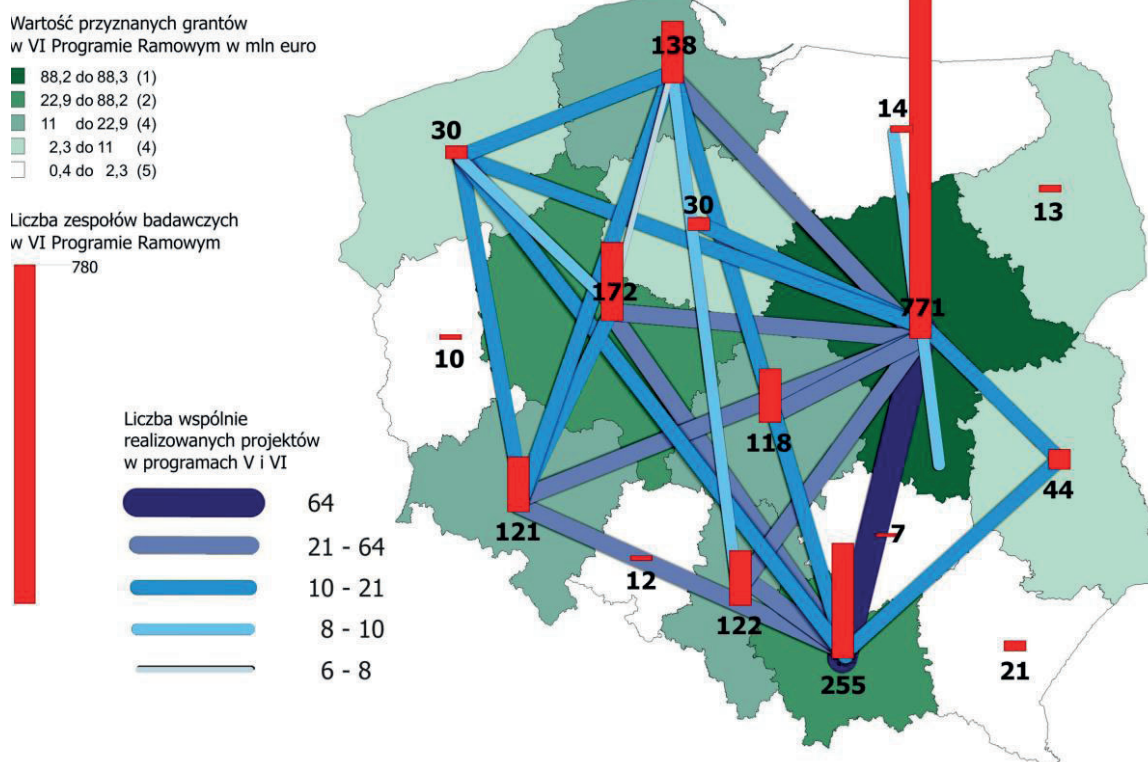 Wartość przyznanych grantów
w VI Programie Ramowym w mln euro
88,2 do 88,3 (1)
22,9 do 88,2 (2)
11 do 22,9 (4)
2,3 do 11 (4)
0,4 do 2,3 (5)
Liczba zespołów badawczych
w VI Programie Ramowym
780
Liczba wspólnie
realizowanych projektów
w programach V i VI
64
21 - 64
10 - 21
8 - 10
6 - 8
138
14
30
30
13
172
771
10
118
44
121
7
12
122
21
255